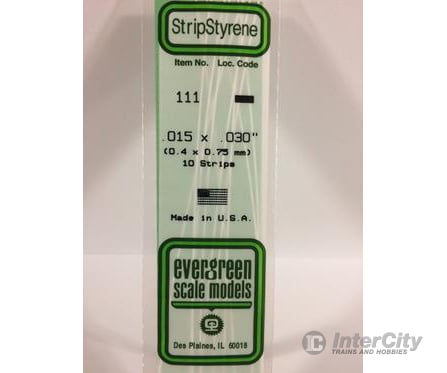 StripStyrene
Item No. Loc. Code
111
.015 x .030"
(0.4 x 0.75 mm)
10 Strips
Made in U.S.A.
evergreen
scale models
Des Plaines, IL 60018
InterCity
TRAINS AND HOBBIES